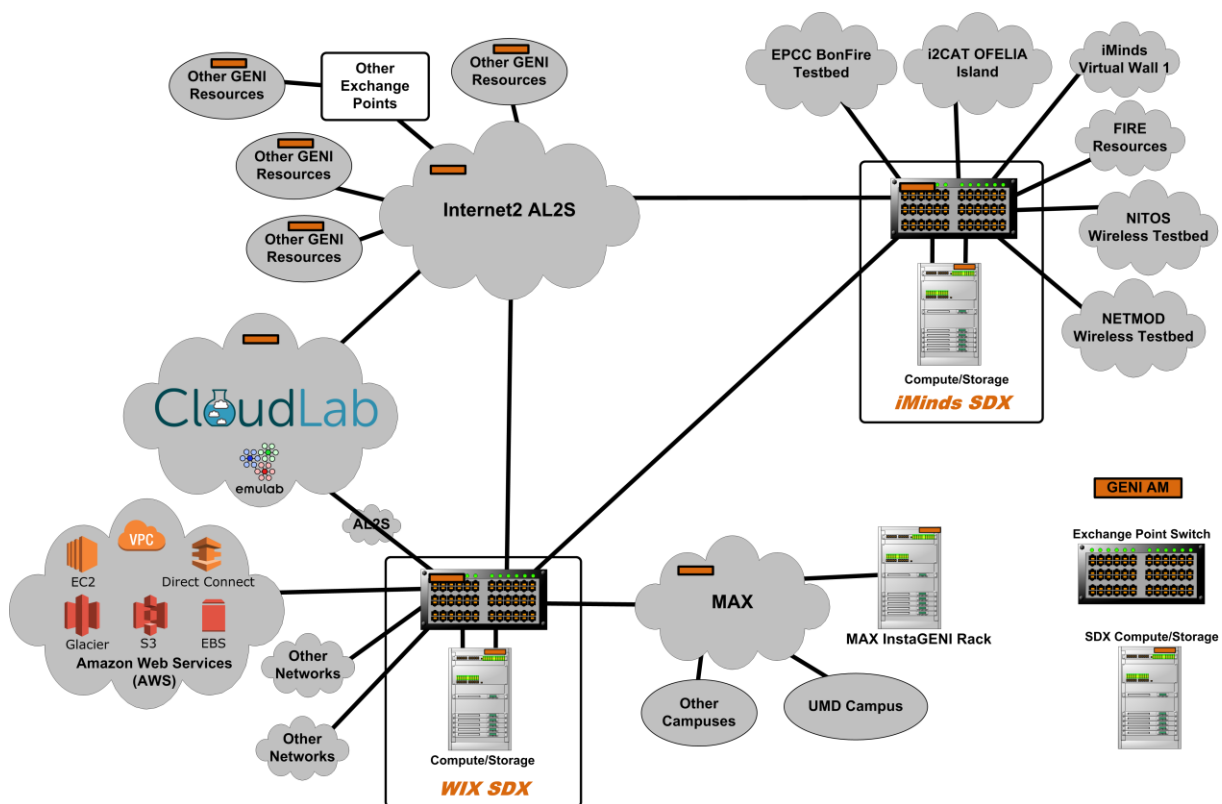 Other GENI
Resources
Other
Exchange
Points
Other GENI
Resources
Other GENI
Resources
Other GENI
Resources
Internet2 AL2S
EPCC BonFire
Testbed
i2CAT OFELIA
Island
iMinds
Virtual Wall 1
FIRE
Resources
NITOS
Wireless Testbed
NETMOD
Wireless Testbed
Compute/Storage
iMinds SDX
CloudLab
emulab
AL2S
VPC
EC2
Direct Connect
Glacier
S3
EBS
Amazon Web Services
(AWS)
Other
Networks
Other
Networks
Compute/Storage
WIX SDX
MAX
MAX InstaGENI Rack
Other
Campuses
UMD Campus
GENI AM
Exchange Point Switch
SDX Compute/Storage